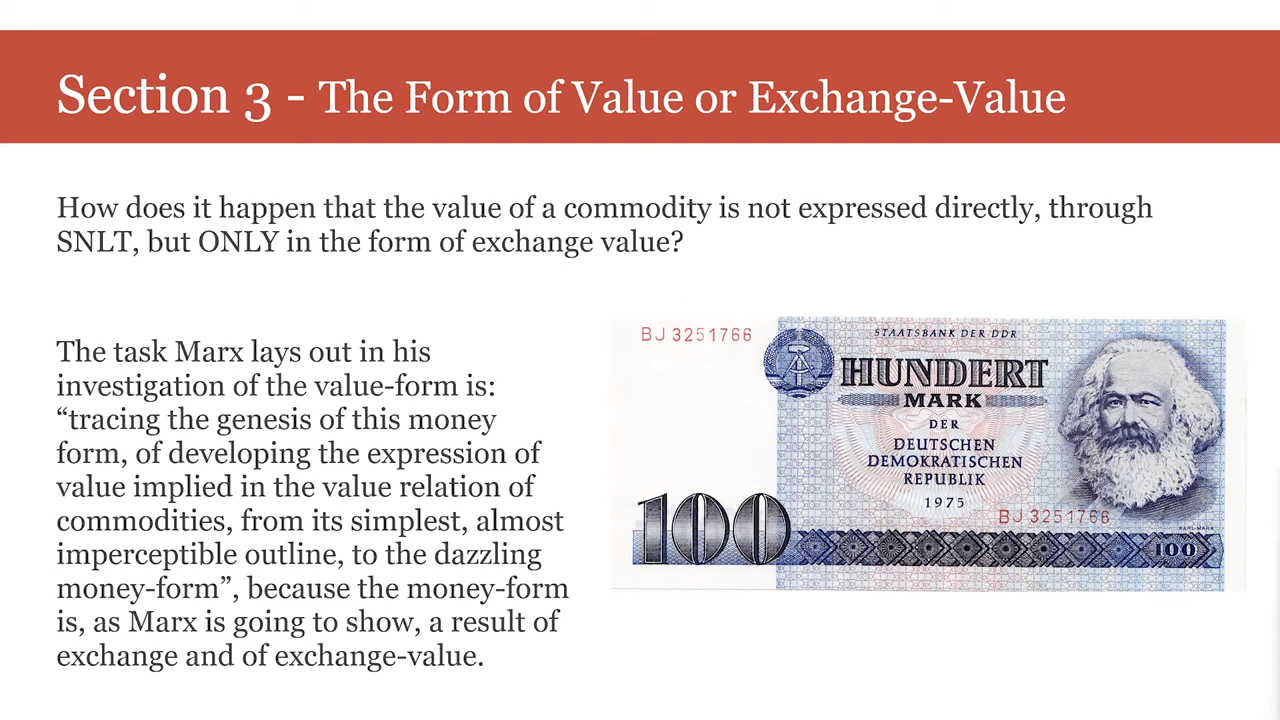 Section 3 - The Form of Value or Exchange-Value
How does it happen that the value of a commodity is not expressed directly, through
SNLT, but ONLY in the form of exchange value?
The task Marx lays out in his
investigation of the value-form is:
“tracing the genesis of this money
form, of developing the expression of
value implied in the value relation of
commodities, from its simplest, almost
imperceptible outline, to the dazzling
money-form”, because the money-form
is, as Marx is going to show, a result of
exchange and of exchange-value.
BJ 3251766
STAATSBANK DER DDR
HUNDERT
MARK
DER
DEUTSCHEN
DEMOKRATISCHEN
REPUBLIK
1975
BJ 3251766
KARL MARX
100
100